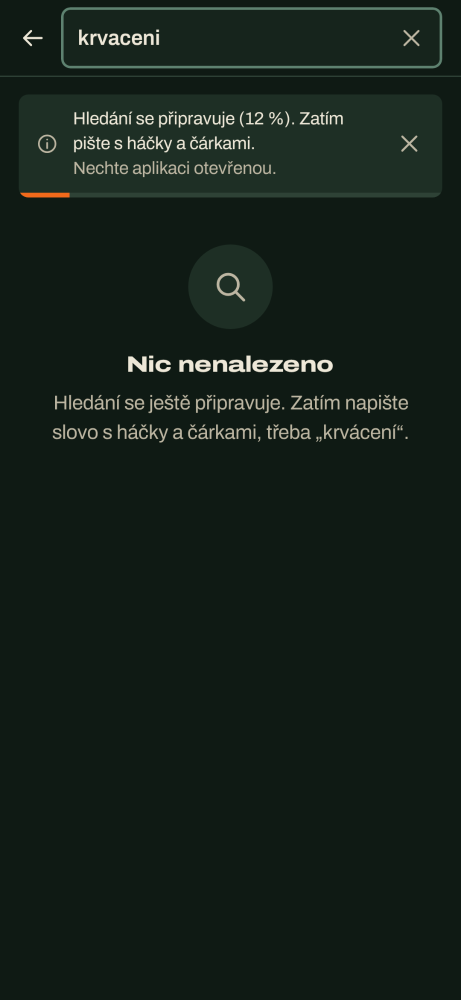 krvaceni
Hledání se připravuje (12 %). Zatím
pište s háčky a čárkami.
Nechte aplikaci otevřenou.
Nic nenalezeno
Hledání se ještě připravuje. Zatím napište
slovo s háčky a čárkami, třeba „krvácení“.